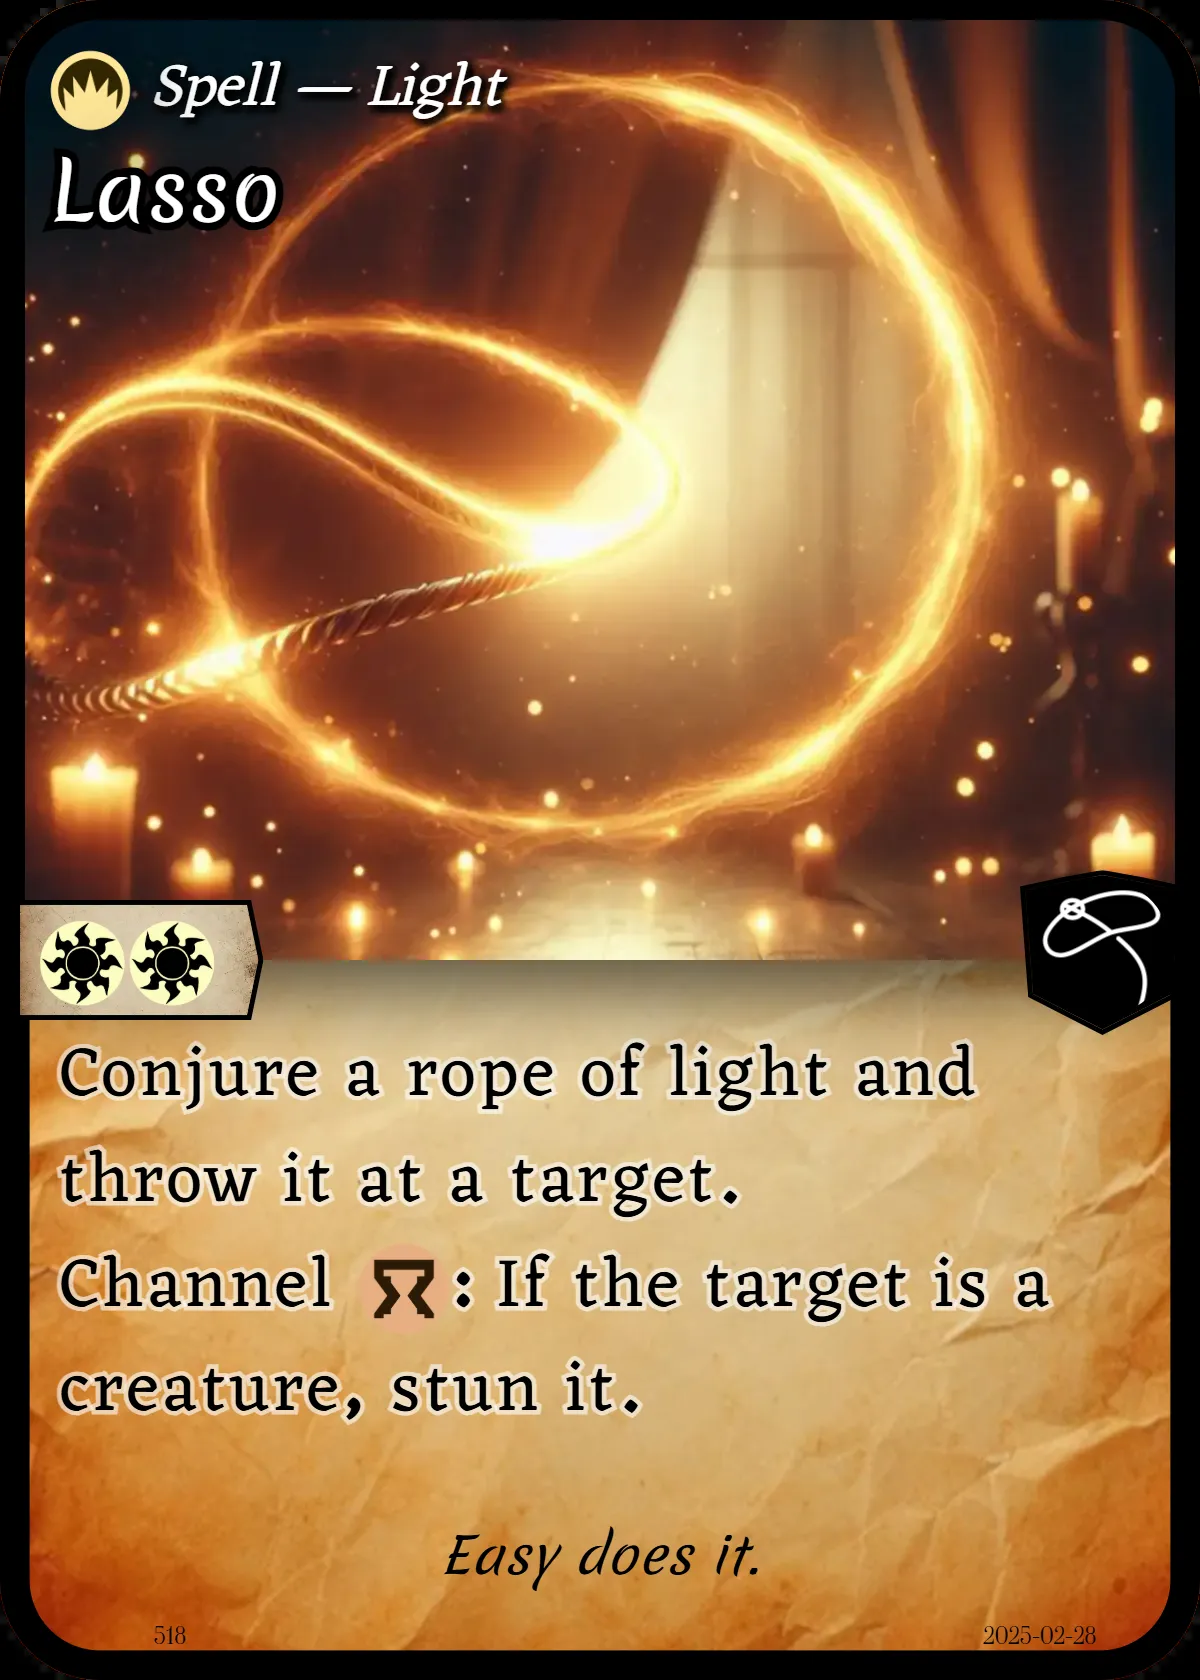 Spell — Light
Lasso
Conjure a rope of light and
throw it at a target.
Channel : If the target is a
creature, stun it.
Easy does it.
518
2025-02-28